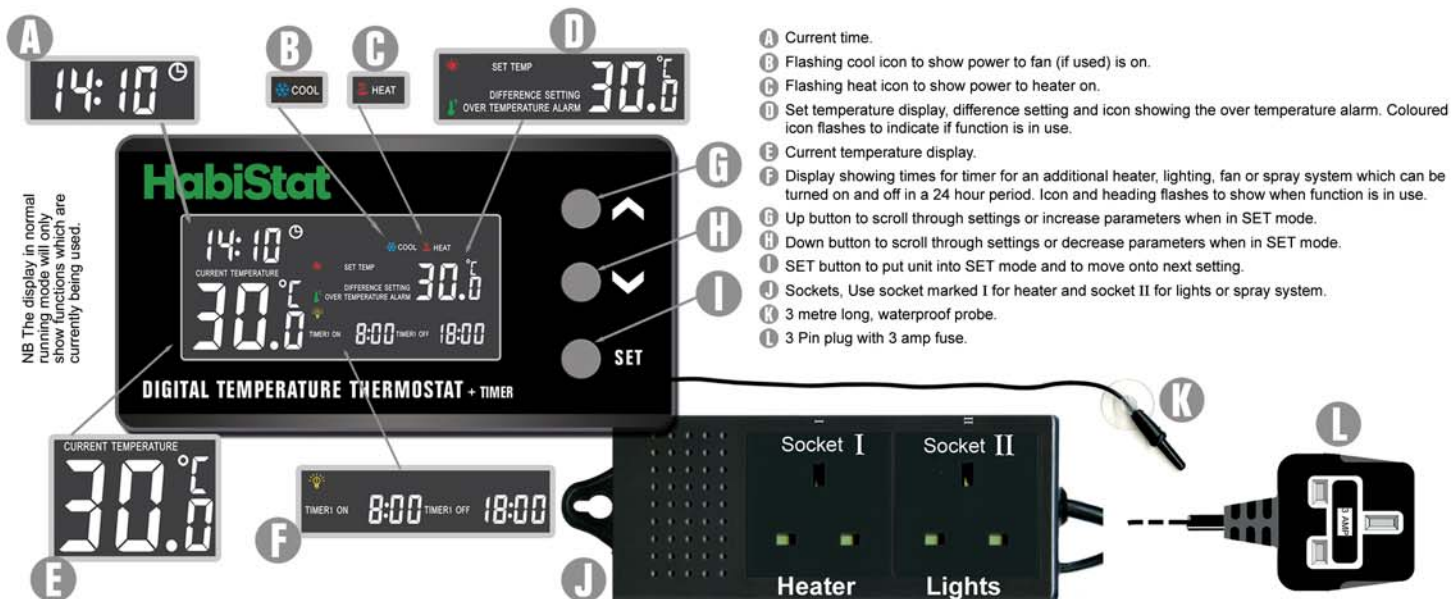 A
14:10
B
COOL
C
HEAT
D
SET TEMP
30.0 °C
DIFFERENCE SETTING
OVER TEMPERATURE ALARM
A Current time.
B Flashing cool icon to show power to fan (if used) is on.
C Flashing heat icon to show power to heater on.
D Set temperature display, difference setting and icon showing the over temperature alarm. Coloured
icon flashes to indicate if function is in use.
E Current temperature display.
F Display showing times for timer for an additional heater, lighting, fan or spray system which can be
turned on and off in a 24 hour period. Icon and heading flashes to show when function is in use.
G Up button to scroll through settings or increase parameters when in SET mode.
H Down button to scroll through settings or decrease parameters when in SET mode.
I SET button to put unit into SET mode and to move onto next setting.
J Sockets, Use socket marked I for heater and socket II for lights or spray system.
K 3 metre long, waterproof probe.
L 3 Pin plug with 3 amp fuse.
NB The display in normal
running mode will only
show functions which are
currently being used.
HabiStat
14:10
COOL HEAT
CURRENT TEMPERATURE
30.0 °C
SET TEMP
30.0 °C
DIFFERENCE SETTING
OVER TEMPERATURE ALARM
TIMER1 ON 8:00 TIMER1 OFF 18:00
SET
DIGITAL TEMPERATURE THERMOSTAT + TIMER
G
H
I
CURRENT TEMPERATURE
30.0 °C
E
TIMER1 ON 8:00 TIMER1 OFF 18:00
F
J
I II
Socket I Socket II
Heater Lights
K
L
3 AMP